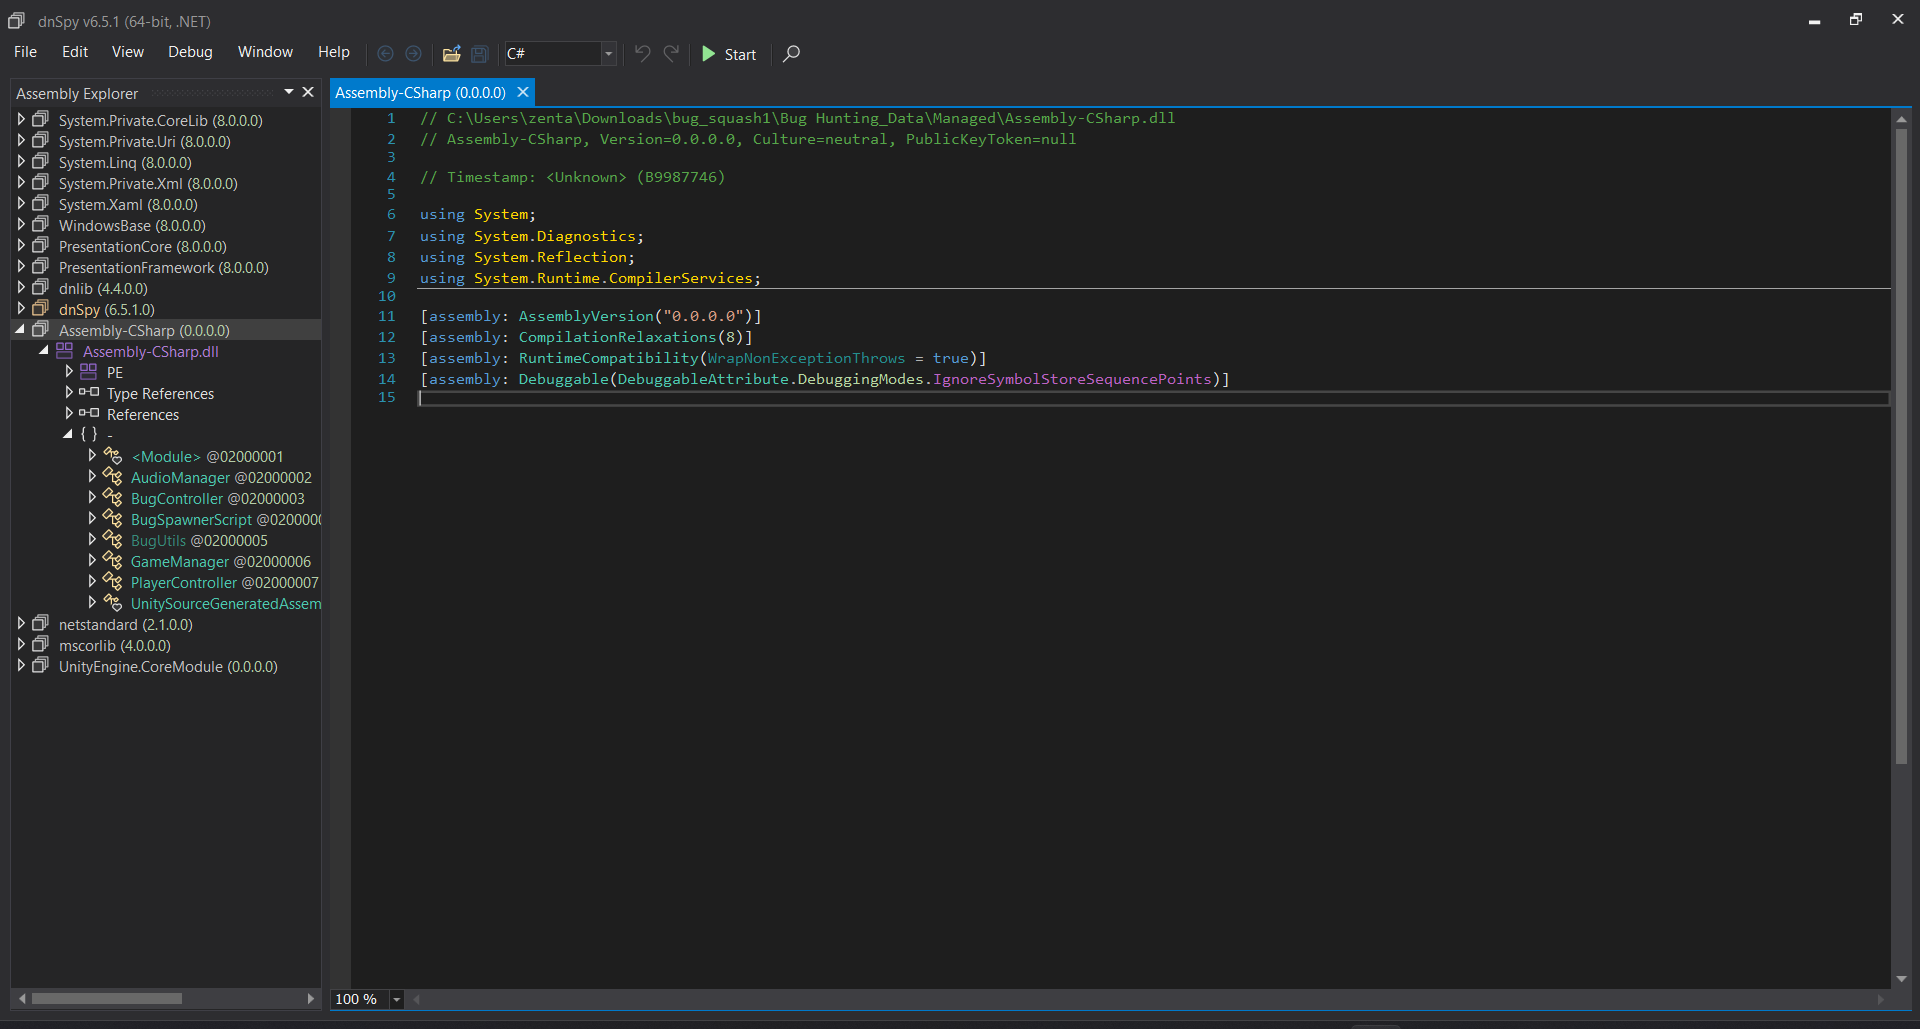 dnSpy v6.5.1 (64-bit, .NET)
File Edit View Debug Window Help C# Start
Assembly Explorer
System.Private.CoreLib (8.0.0.0)
System.Private.Uri (8.0.0.0)
System.Linq (8.0.0.0)
System.Private.Xml (8.0.0.0)
System.Xaml (8.0.0.0)
WindowsBase (8.0.0.0)
PresentationCore (8.0.0.0)
PresentationFramework (8.0.0.0)
dnlib (4.4.0.0)
dnSpy (6.5.1.0)
Assembly-CSharp (0.0.0.0)
Assembly-CSharp.dll
PE
Type References
References
{ } -
<Module> @02000001
AudioManager @02000002
BugController @02000003
BugSpawnerScript @0200000
BugUtils @02000005
GameManager @02000006
PlayerController @02000007
UnitySourceGeneratedAssem
netstandard (2.1.0.0)
mscorlib (4.0.0.0)
UnityEngine.CoreModule (0.0.0.0)
Assembly-CSharp (0.0.0.0)
1 // C:\Users\zenta\Downloads\bug_squash1\Bug Hunting_Data\Managed\Assembly-CSharp.dll
2 // Assembly-CSharp, Version=0.0.0.0, Culture=neutral, PublicKeyToken=null
3
4 // Timestamp: <Unknown> (B9987746)
5
6 using System;
7 using System.Diagnostics;
8 using System.Reflection;
9 using System.Runtime.CompilerServices;
10
11 [assembly: AssemblyVersion("0.0.0.0")]
12 [assembly: CompilationRelaxations(8)]
13 [assembly: RuntimeCompatibility(WrapNonExceptionThrows = true)]
14 [assembly: Debuggable(DebuggableAttribute.DebuggingModes.IgnoreSymbolStoreSequencePoints)]
15
100 %